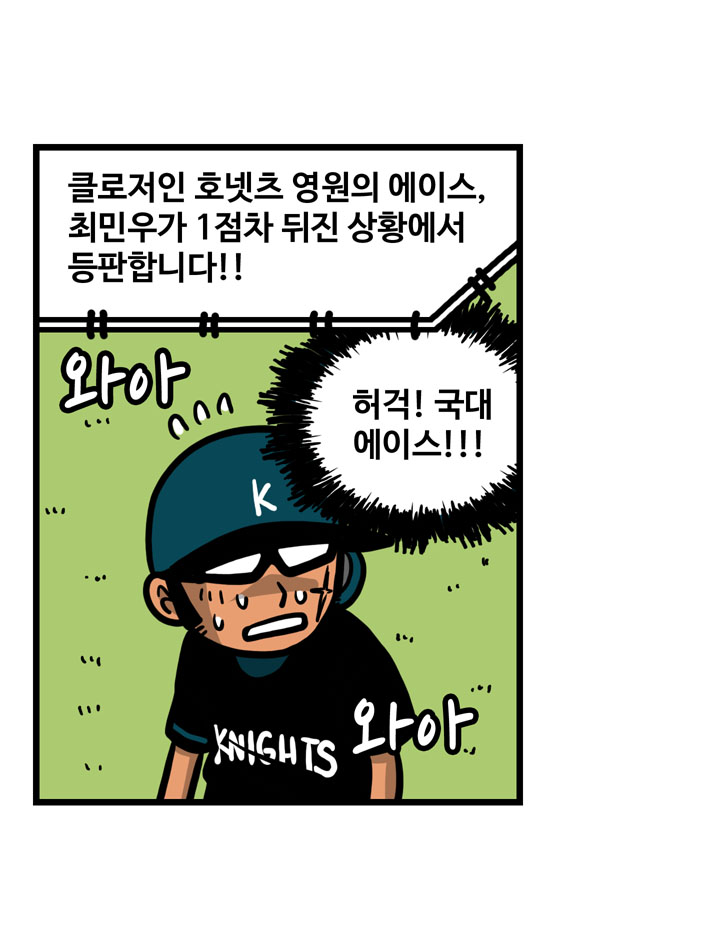 클로저인 호넷츠 영원의 에이스,
최민우가 1점차 뒤진 상황에서
등판합니다!!
와아
허걱! 국대
에이스!!!
K
KNIGHTS
와아